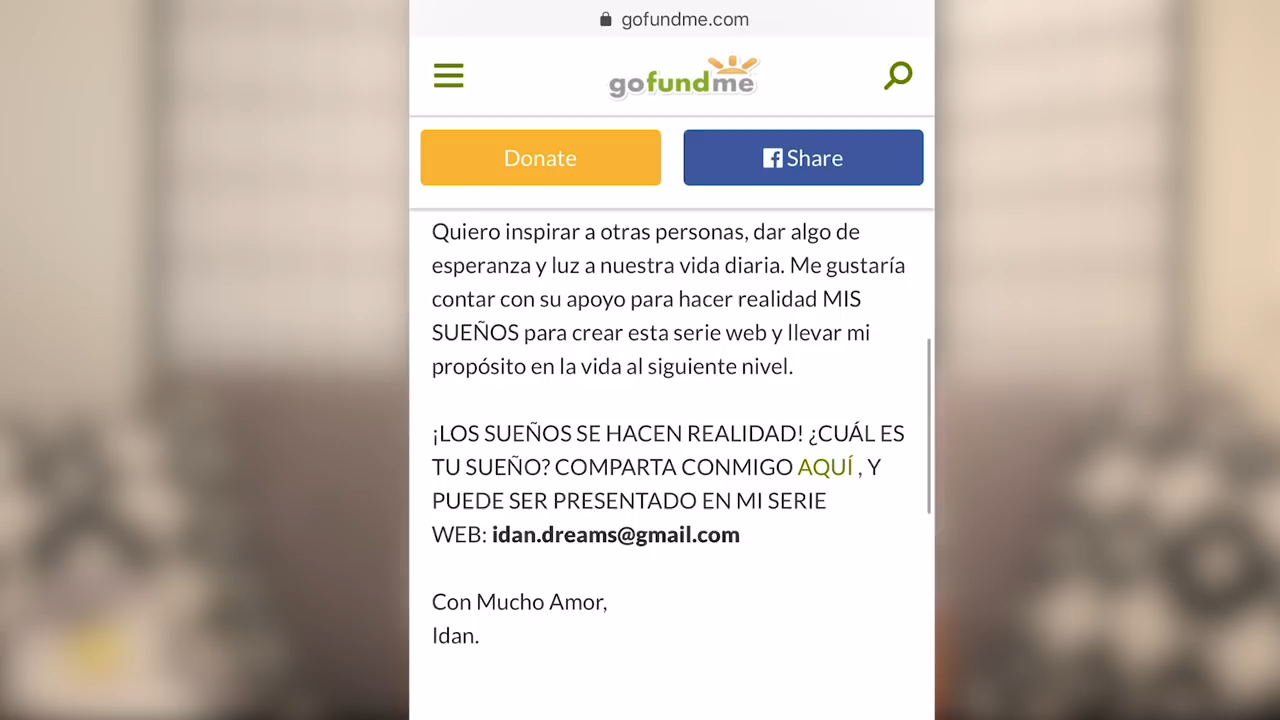 gofundme.com
gofundme
Donate
Share
Quiero inspirar a otras personas, dar algo de
esperanza y luz a nuestra vida diaria. Me gustaría
contar con su apoyo para hacer realidad MIS
SUEÑOS para crear esta serie web y llevar mi
propósito en la vida al siguiente nivel.
¡LOS SUEÑOS SE HACEN REALIDAD! ¿CUÁL ES
TU SUEÑO? COMPARTA CONMIGO AQUÍ , Y
PUEDE SER PRESENTADO EN MI SERIE
WEB: idan.dreams@gmail.com
Con Mucho Amor,
Idan.